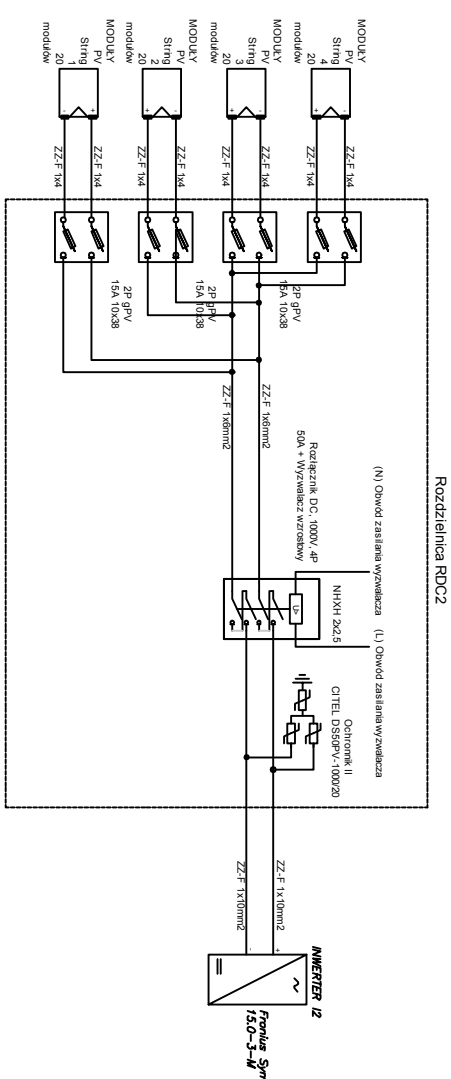 Rozdzielnica RDC2
MODUŁY
PV
String
4
20
modułów
MODUŁY
PV
String
3
20
modułów
MODUŁY
PV
String
2
20
modułów
MODUŁY
PV
String
1
20
modułów
ZZ-F 1x4
ZZ-F 1x4
ZZ-F 1x4
ZZ-F 1x4
ZZ-F 1x4
ZZ-F 1x4
ZZ-F 1x4
ZZ-F 1x4
2P gPV
15A 10x38
2P gPV
15A 10x38
2P gPV
15A 10x38
ZZ-F 1x6mm2
ZZ-F 1x6mm2
(N) Obwód zasilania wyzwalacza
(L) Obwód zasilania wyzwalacza
Rozłącznik DC, 1000V, 4P
50A + Wyzwalacz wzrostowy
NHXH 2x2,5
U>
Ochronnik II
CITEL DS50PV-1000/20
ZZ-F 1x10mm2
ZZ-F 1x10mm2
INWERTER I2
Fronius Sym
15.0-3-M